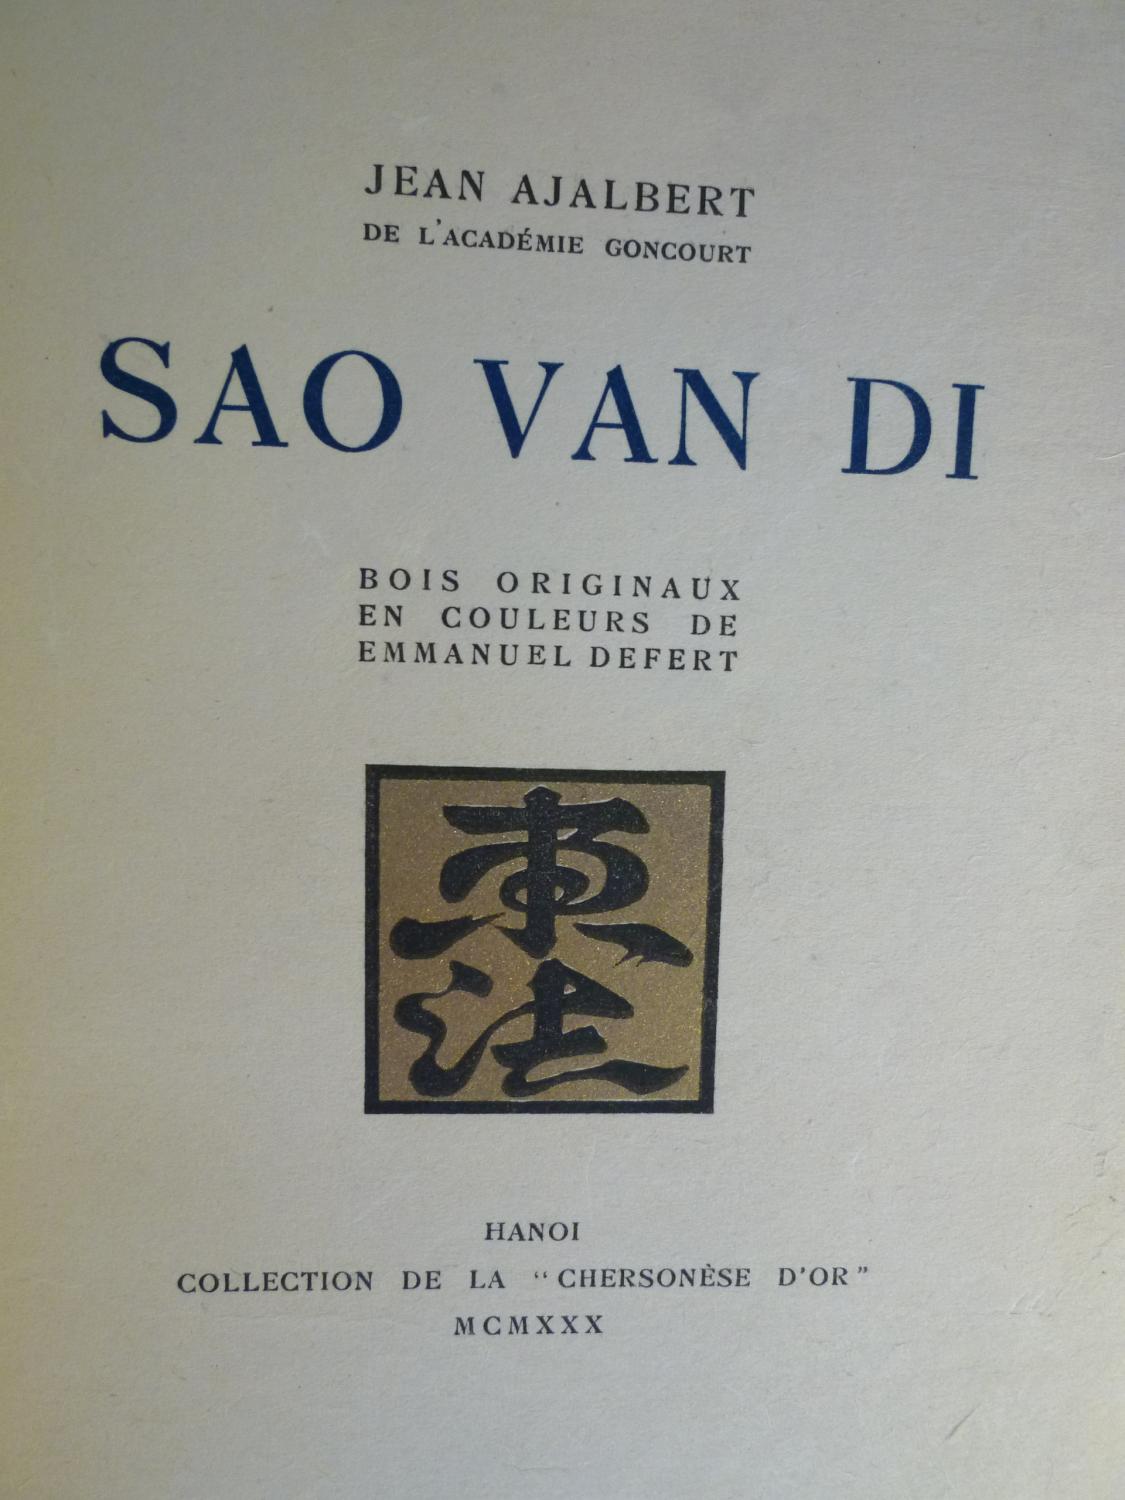 JEAN AJALBERT
DE L'ACADÉMIE GONCOURT
SAO VAN DI
BOIS ORIGINAUX
EN COULEURS DE
EMMANUEL DEFERT
東
法
HANOI
COLLECTION DE LA “CHERSONÈSE D'OR”
MCMXXX